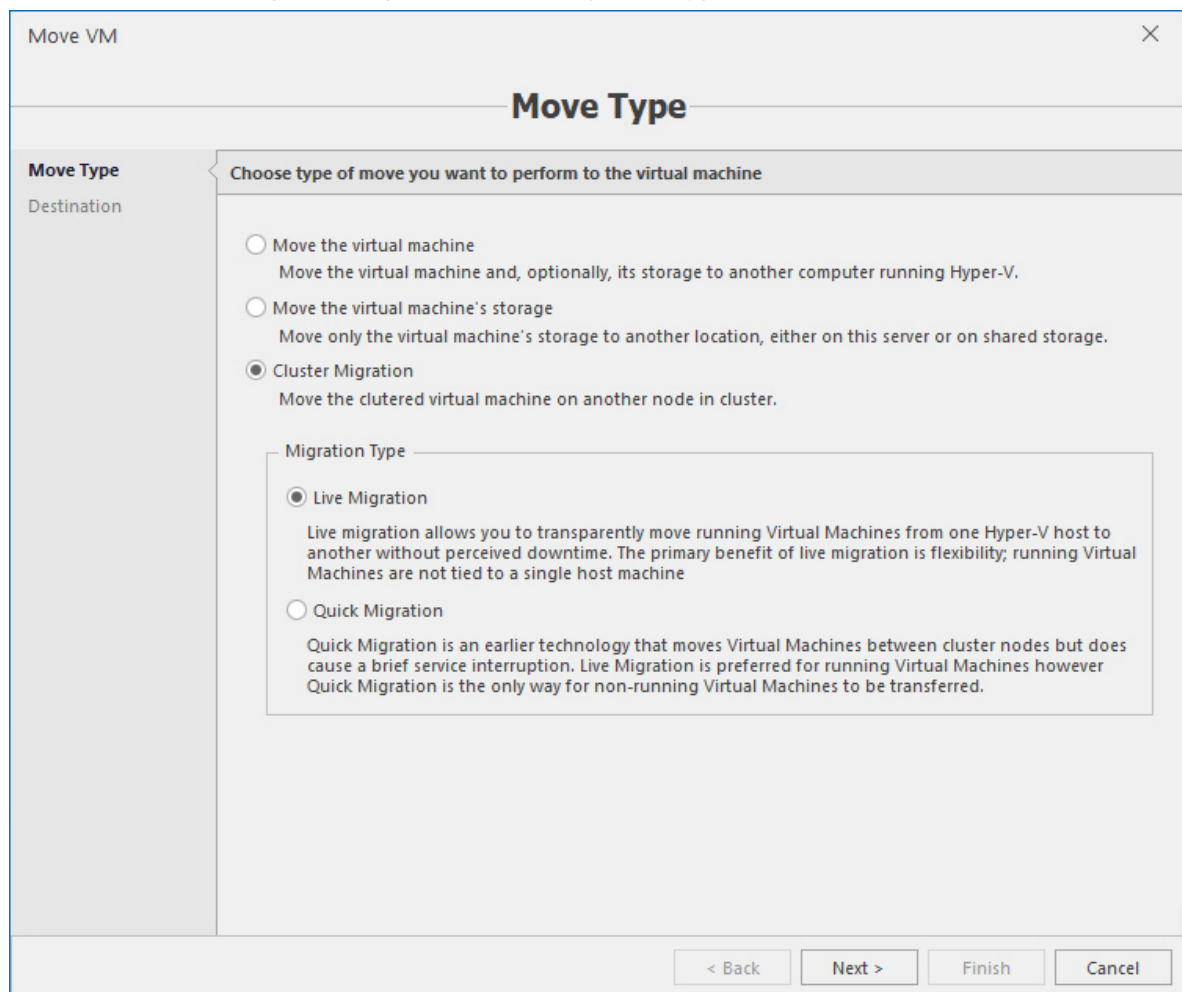 Move VM
Move Type
Move Type
Destination
Choose type of move you want to perform to the virtual machine
Move the virtual machine
Move the virtual machine and, optionally, its storage to another computer running Hyper-V.
Move the virtual machine's storage
Move only the virtual machine's storage to another location, either on this server or on shared storage.
Cluster Migration
Move the clutered virtual machine on another node in cluster.
Migration Type
Live Migration
Live migration allows you to transparently move running Virtual Machines from one Hyper-V host to
another without perceived downtime. The primary benefit of live migration is flexibility; running Virtual
Machines are not tied to a single host machine
Quick Migration
Quick Migration is an earlier technology that moves Virtual Machines between cluster nodes but does
cause a brief service interruption. Live Migration is preferred for running Virtual Machines however
Quick Migration is the only way for non-running Virtual Machines to be transferred.
< Back
Next >
Finish
Cancel